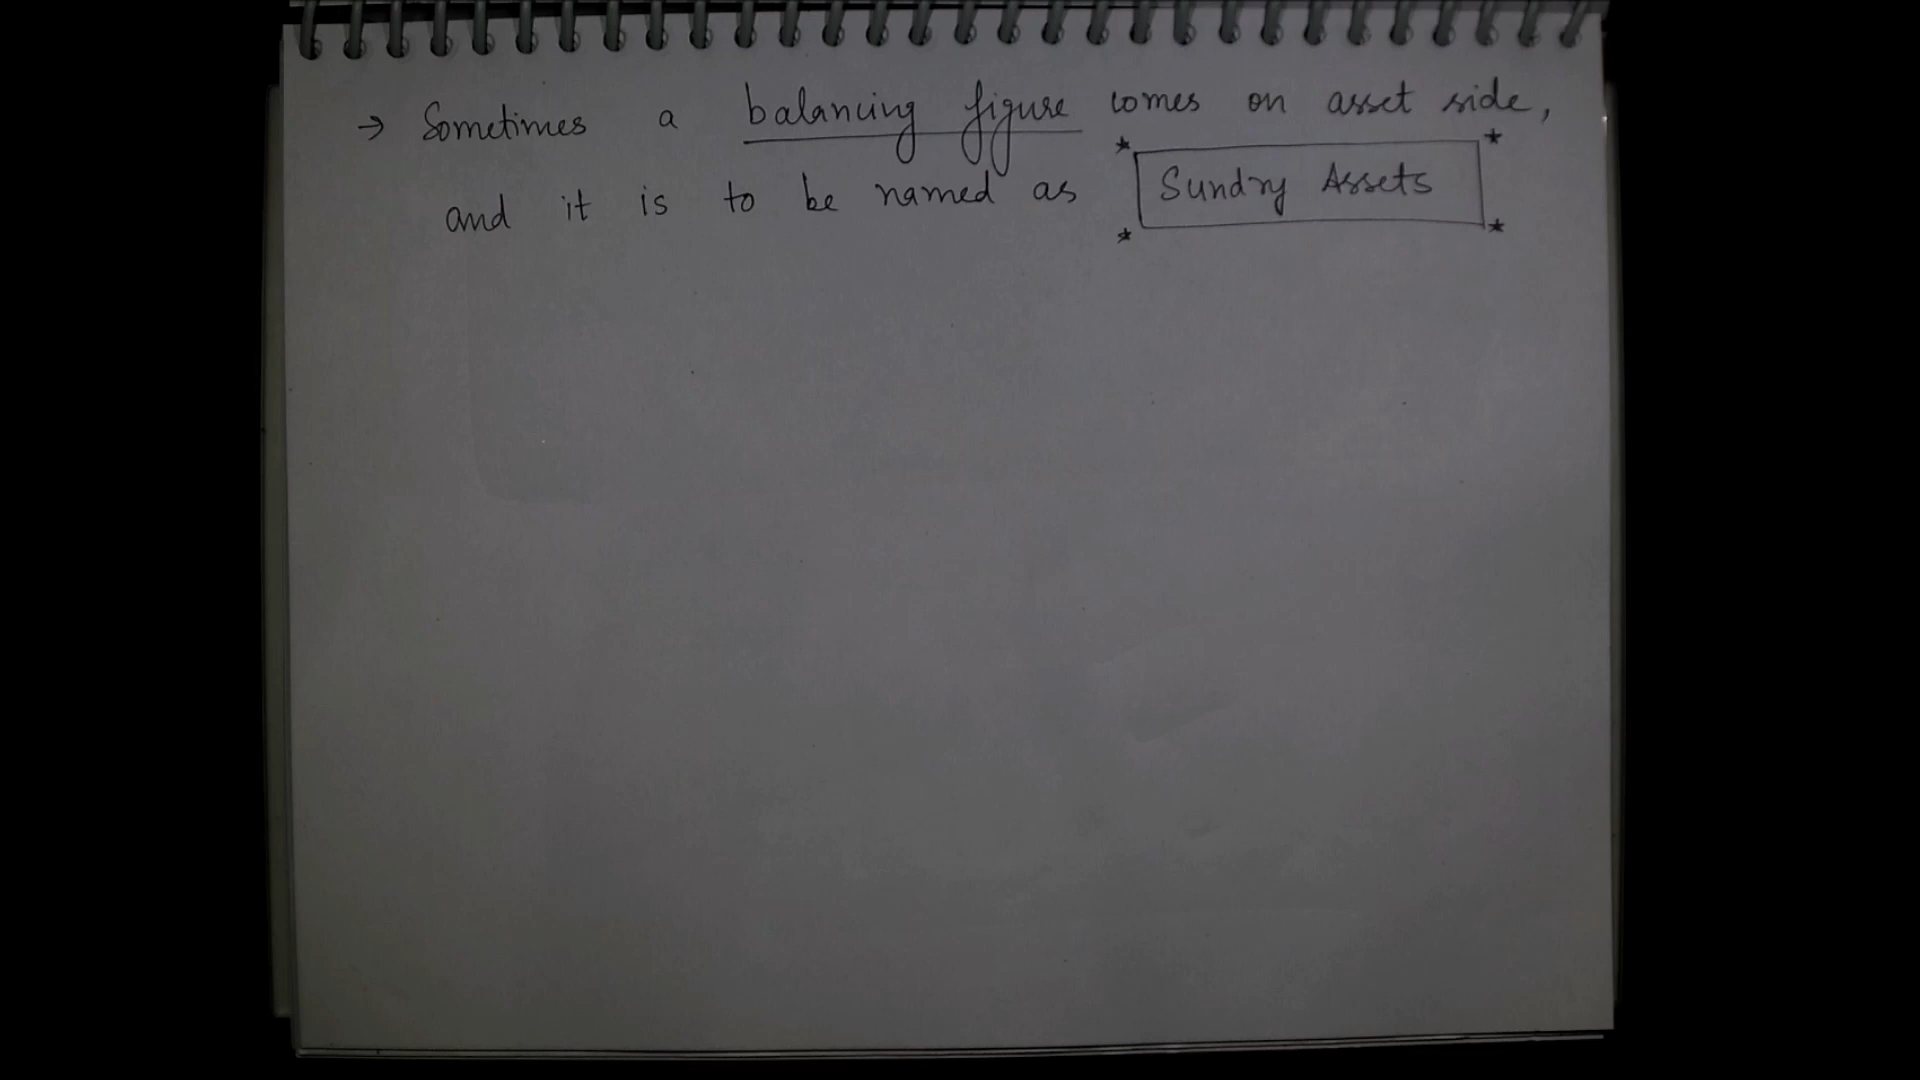 → Sometimes a balancing figure comes on asset side,
and it is to be named as Sundry Assets